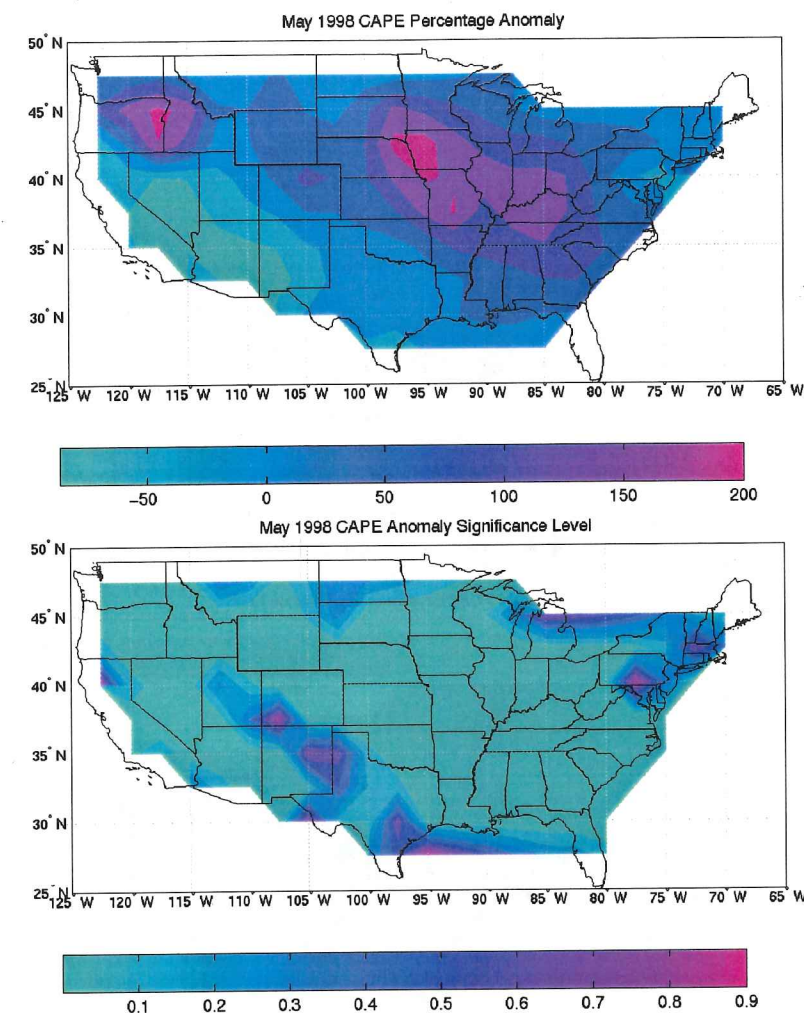 May 1998 CAPE Percentage Anomaly
50° N
45° N
40° N
35° N
30° N
25° N
125° W 120° W 115° W 110° W 105° W 100° W 95° W 90° W 85° W 80° W 75° W 70° W 65° W
−50 0 50 100 150 200
May 1998 CAPE Anomaly Significance Level
50° N
45° N
40° N
35° N
30° N
25° N
125° W 120° W 115° W 110° W 105° W 100° W 95° W 90° W 85° W 80° W 75° W 70° W 65° W
0.1 0.2 0.3 0.4 0.5 0.6 0.7 0.8 0.9